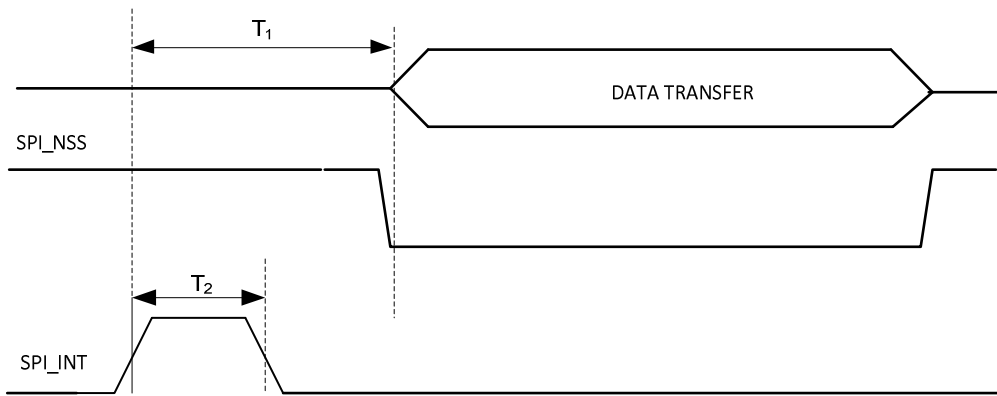 T₁
DATA TRANSFER
SPI_NSS
T₂
SPI_INT